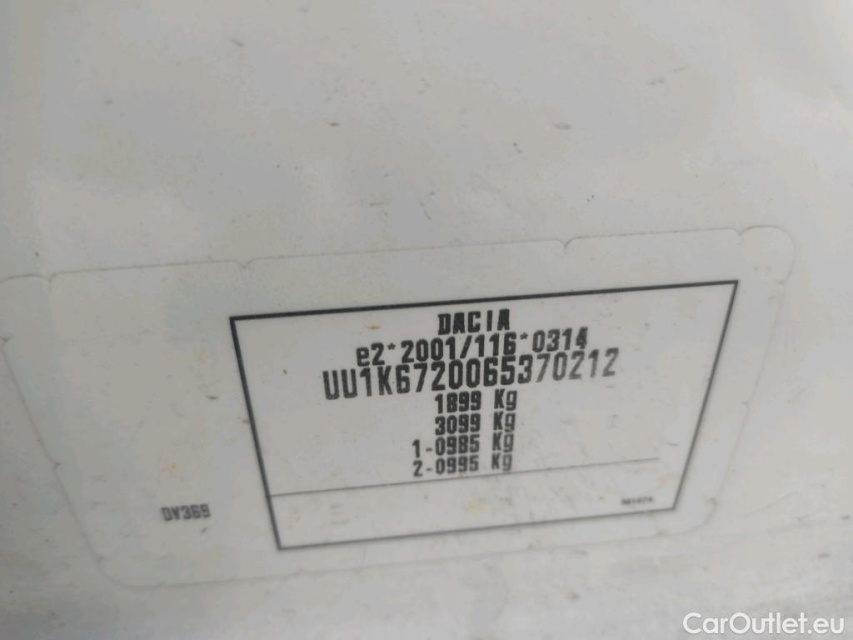 DACIA
e2*2001/116*0314
UU1K6720065370212
1899 Kg
3099 Kg
1-0985 Kg
2-0995 Kg
DV369
CarOutlet.eu